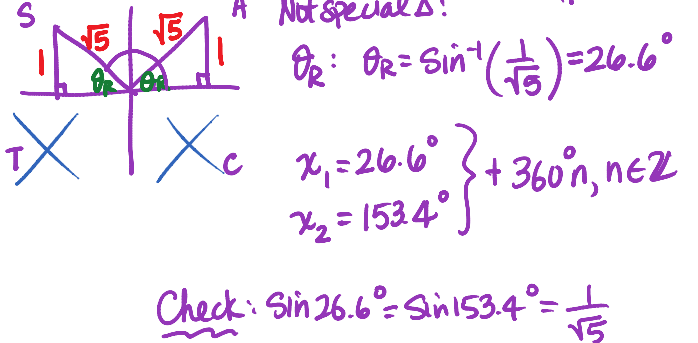 S A Not special Δ!
√5 √5
1 1
θR θR
θR : θR = Sin⁻¹(1/√5) = 26.6°
T C
x₁ = 26.6°
x₂ = 153.4° } + 360°n, n∈ℤ
Check: Sin 26.6° = Sin 153.4° = 1/√5